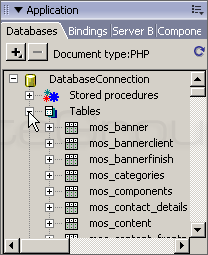 Application
Databases Bindings Server B Compone
Document type:PHP
DatabaseConnection
Stored procedures
Tables
mos_banner
mos_bannerclient
mos_bannerfinish
mos_categories
mos_components
mos_contact_details
mos_content